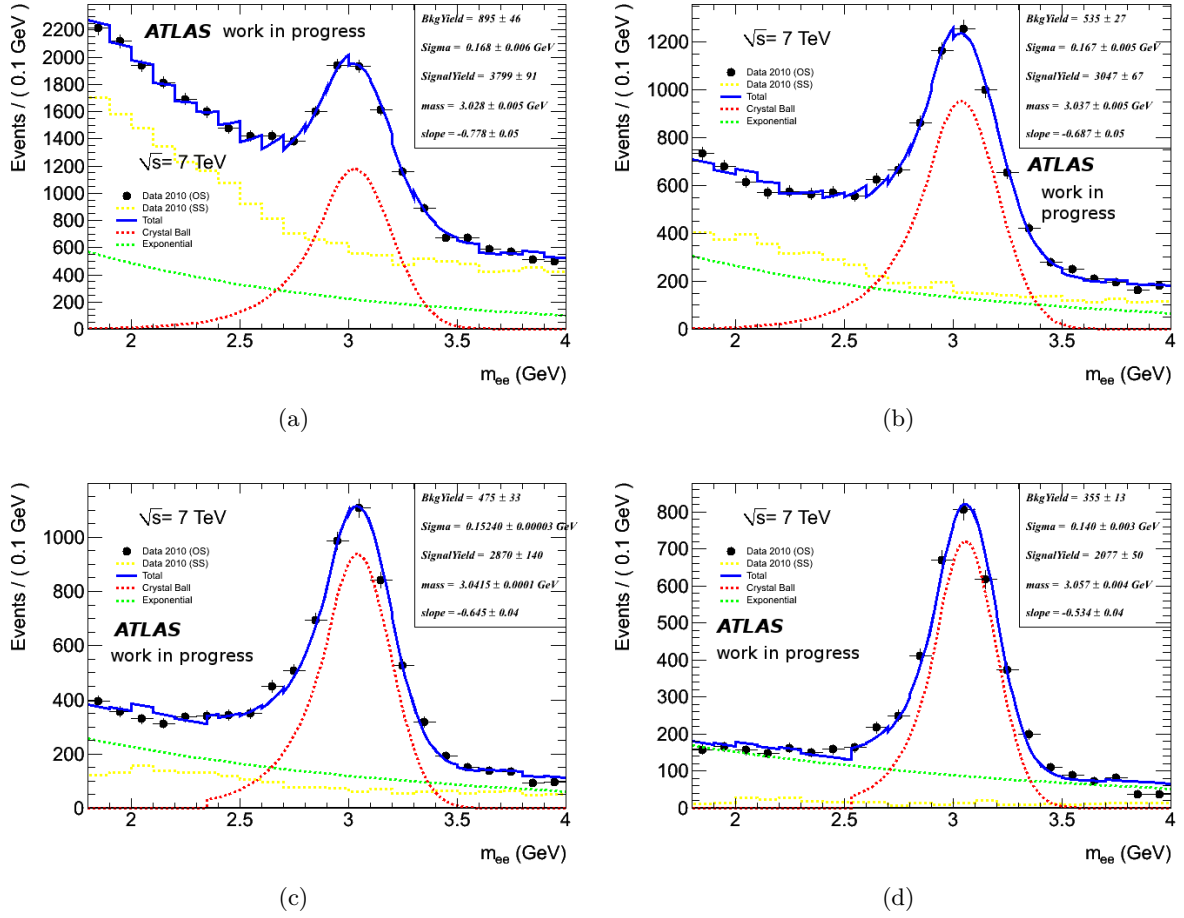 Events / ( 0.1 GeV )
2200
2000
1800
1600
1400
1200
1000
800
600
400
200
0
ATLAS work in progress
√s= 7 TeV
Data 2010 (OS)
Data 2010 (SS)
Total
Crystal Ball
Exponential
BkgYield = 895 ± 46
Sigma = 0.168 ± 0.006 GeV
SignalYield = 3799 ± 91
mass = 3.028 ± 0.005 GeV
slope = -0.778 ± 0.05
2 2.5 3 3.5 4
m_ee (GeV)
(a)
Events / ( 0.1 GeV )
1200
1000
800
600
400
200
0
√s= 7 TeV
Data 2010 (OS)
Data 2010 (SS)
Total
Crystal Ball
Exponential
BkgYield = 535 ± 27
Sigma = 0.167 ± 0.005 GeV
SignalYield = 3047 ± 67
mass = 3.037 ± 0.005 GeV
slope = -0.687 ± 0.05
ATLAS
work in
progress
2 2.5 3 3.5 4
m_ee (GeV)
(b)
Events / ( 0.1 GeV )
1000
800
600
400
200
0
√s= 7 TeV
Data 2010 (OS)
Data 2010 (SS)
Total
Crystal Ball
Exponential
ATLAS
work in progress
BkgYield = 475 ± 33
Sigma = 0.15240 ± 0.00003 GeV
SignalYield = 2870 ± 140
mass = 3.0415 ± 0.0001 GeV
slope = -0.645 ± 0.04
2 2.5 3 3.5 4
m_ee (GeV)
(c)
Events / ( 0.1 GeV )
800
700
600
500
400
300
200
100
0
√s= 7 TeV
Data 2010 (OS)
Data 2010 (SS)
Total
Crystal Ball
Exponential
ATLAS
work in progress
BkgYield = 355 ± 13
Sigma = 0.140 ± 0.003 GeV
SignalYield = 2077 ± 50
mass = 3.057 ± 0.004 GeV
slope = -0.534 ± 0.04
2 2.5 3 3.5 4
m_ee (GeV)
(d)